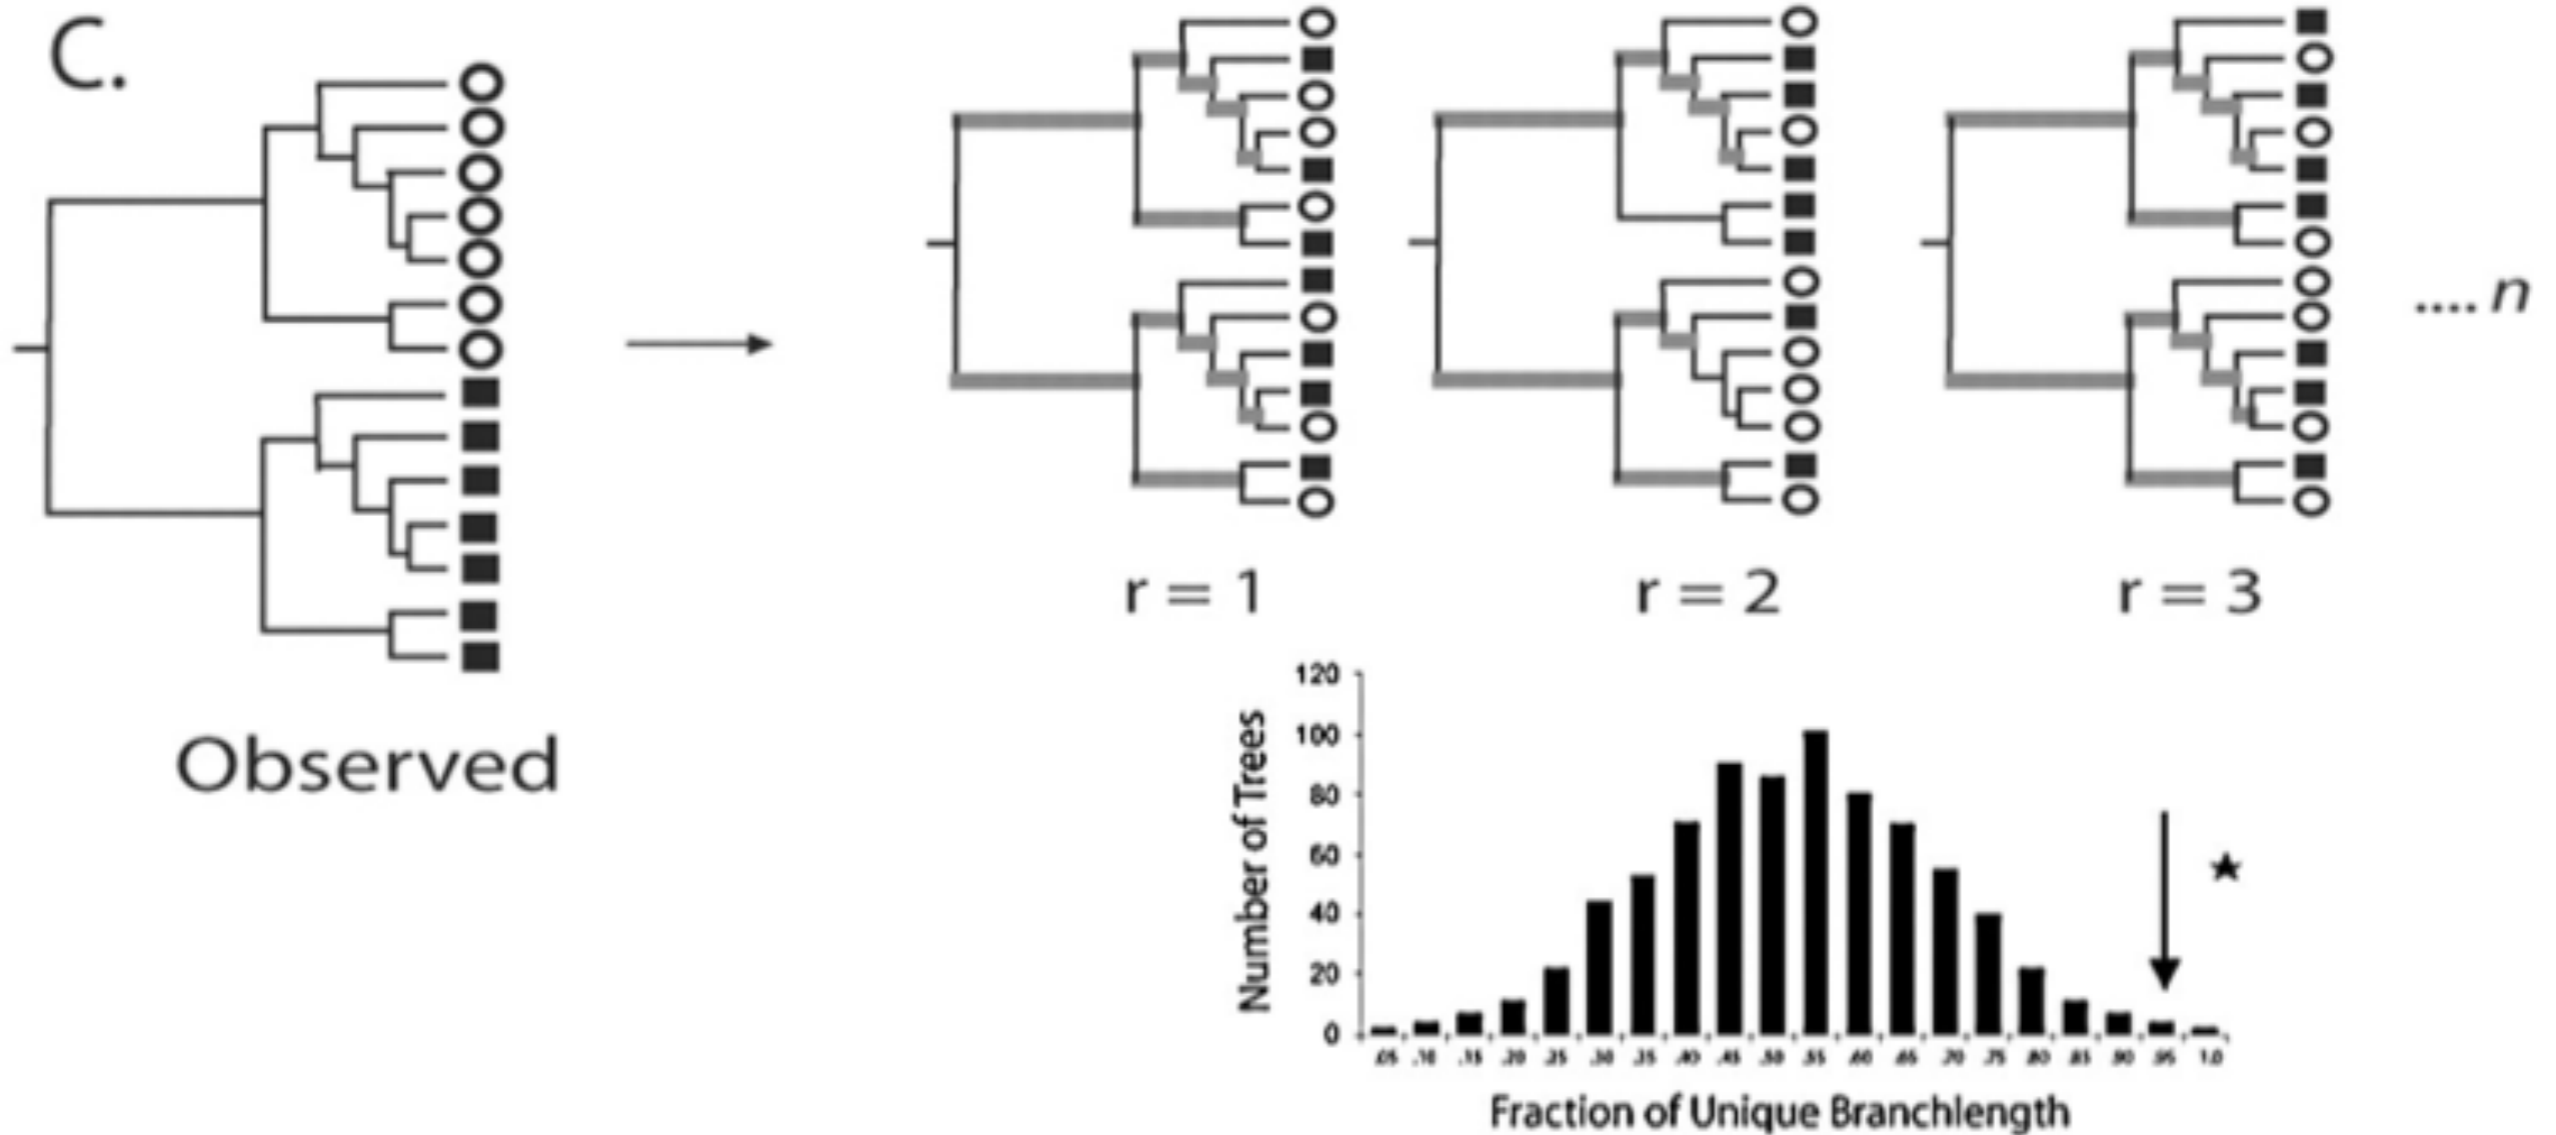 C.
Observed
r = 1
r = 2
r = 3
.... n
Number of Trees
120
100
80
60
40
20
0
.05 .10 .15 .20 .25 .30 .35 .40 .45 .50 .55 .60 .65 .70 .75 .80 .85 .90 .95 1.0
Fraction of Unique Branchlength